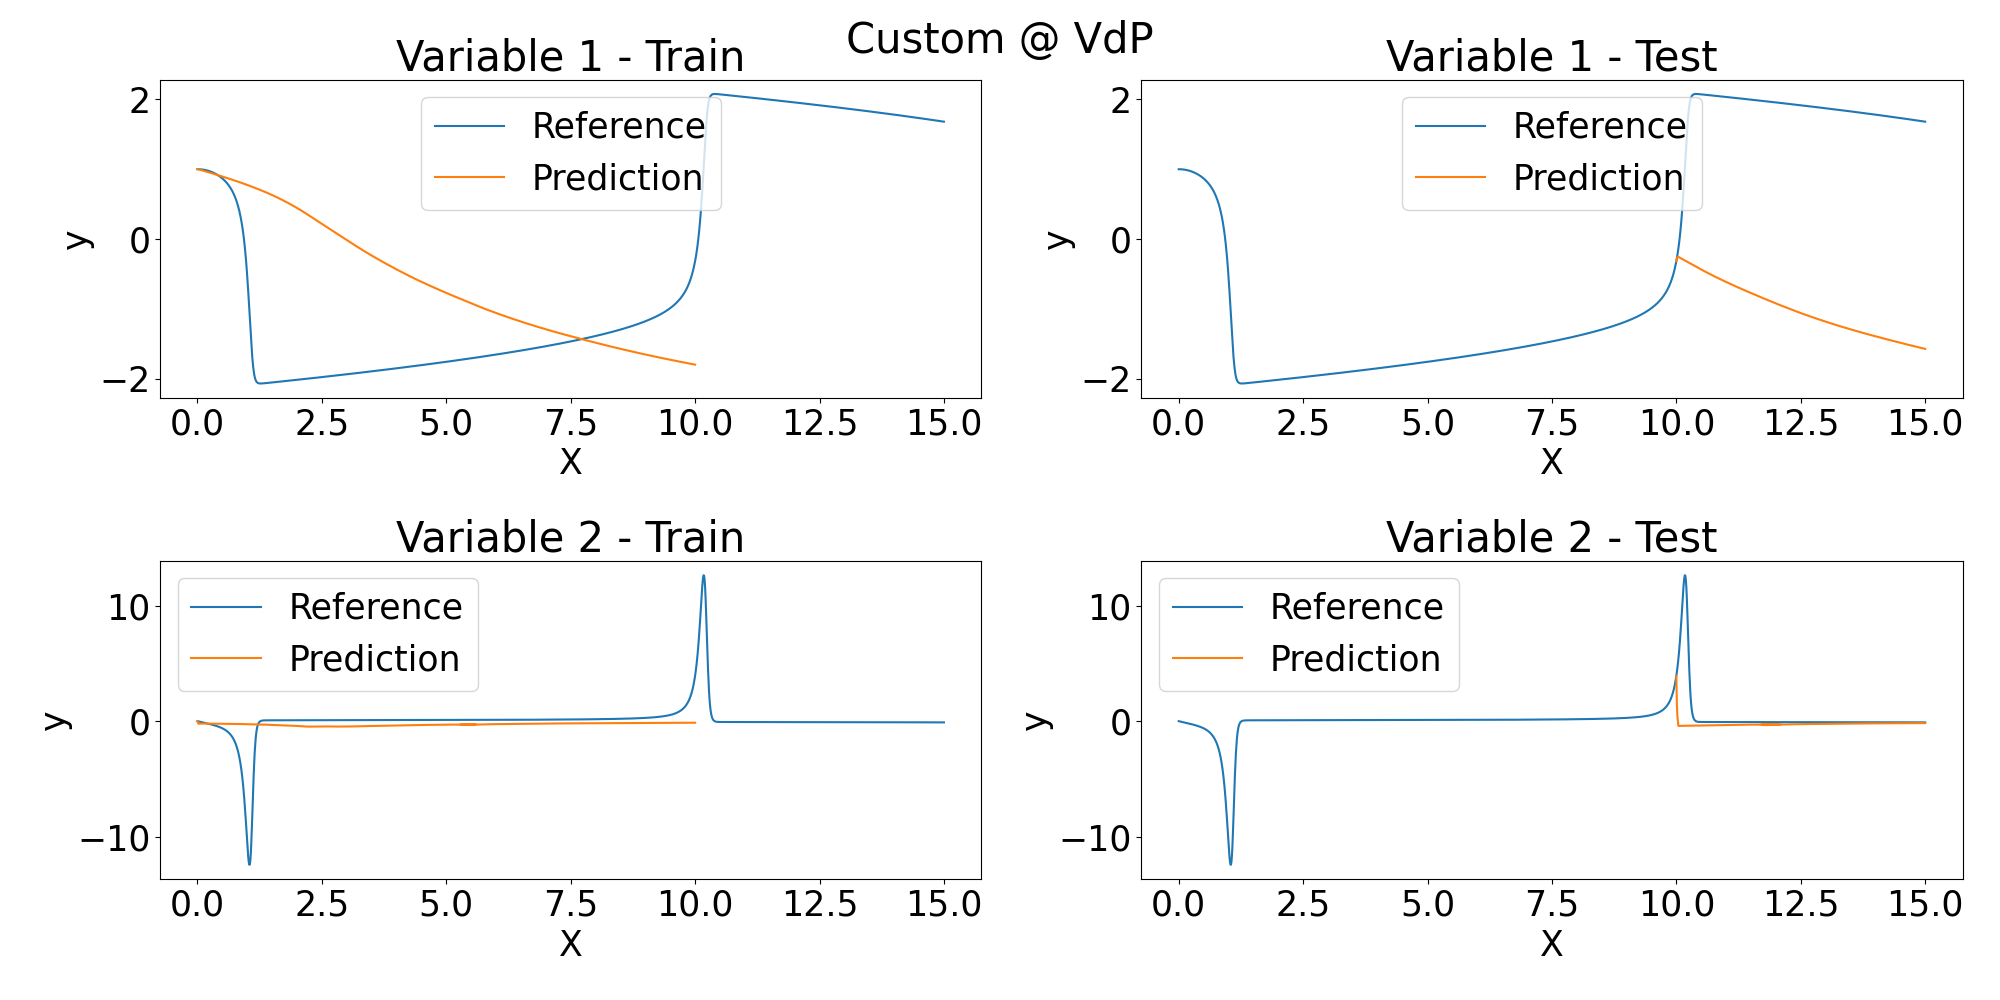 Custom @ VdP
Variable 1 - Train
2
0
−2
y
Reference
Prediction
0.0 2.5 5.0 7.5 10.0 12.5 15.0
X
Variable 1 - Test
2
0
−2
y
Reference
Prediction
0.0 2.5 5.0 7.5 10.0 12.5 15.0
X
Variable 2 - Train
10
0
−10
y
Reference
Prediction
0.0 2.5 5.0 7.5 10.0 12.5 15.0
X
Variable 2 - Test
10
0
−10
y
Reference
Prediction
0.0 2.5 5.0 7.5 10.0 12.5 15.0
X